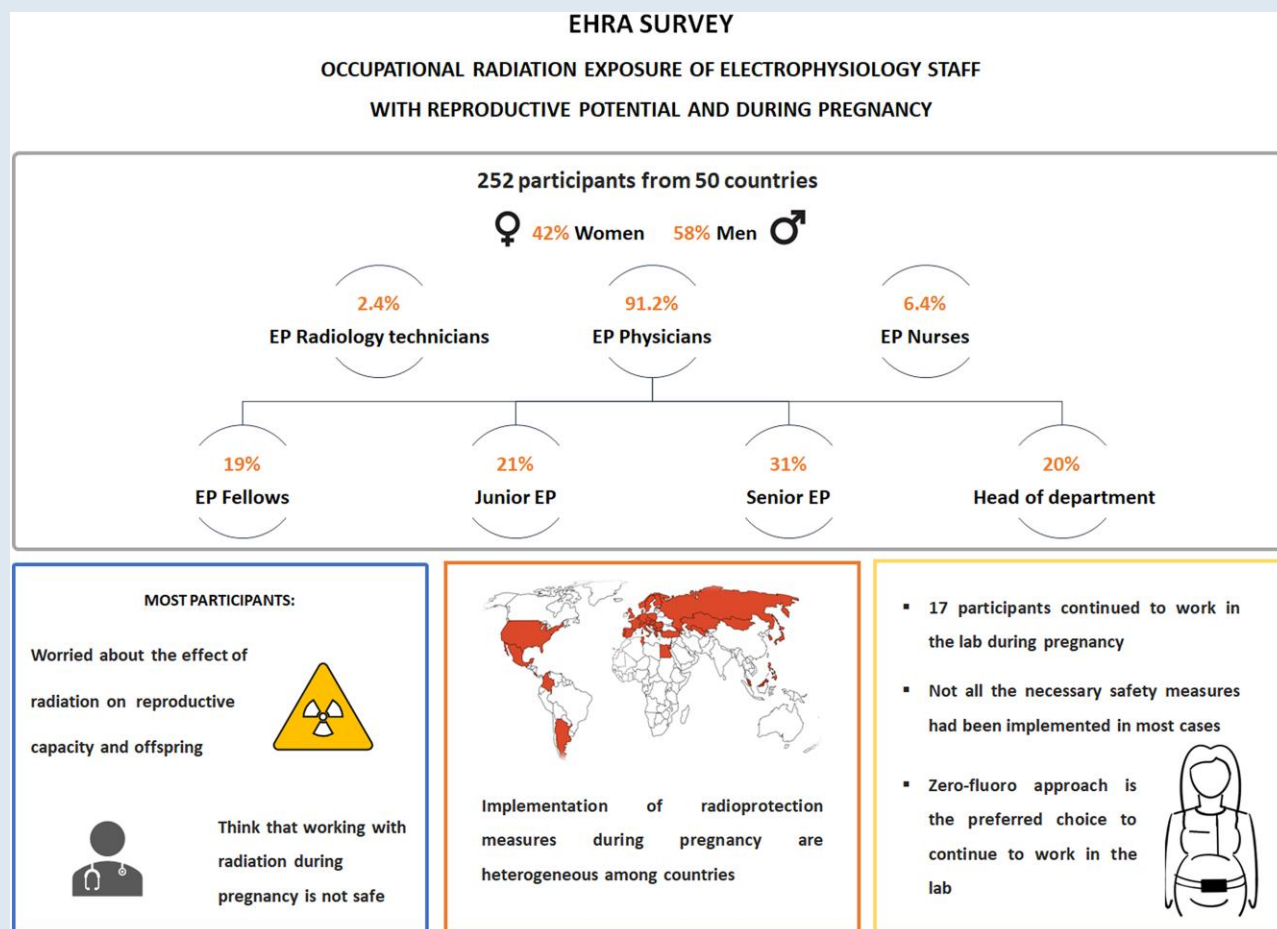 EHRA SURVEY
OCCUPATIONAL RADIATION EXPOSURE OF ELECTROPHYSIOLOGY STAFF
WITH REPRODUCTIVE POTENTIAL AND DURING PREGNANCY
252 participants from 50 countries
42% Women 58% Men
2.4%
EP Radiology technicians
91.2%
EP Physicians
6.4%
EP Nurses
19%
EP Fellows
21%
Junior EP
31%
Senior EP
20%
Head of department
MOST PARTICIPANTS:
Worried about the effect of
radiation on reproductive
capacity and offspring
Think that working with
radiation during
pregnancy is not safe
Implementation of radioprotection
measures during pregnancy are
heterogeneous among countries
▪ 17 participants continued to work in
the lab during pregnancy
▪ Not all the necessary safety measures
had been implemented in most cases
▪ Zero-fluoro approach is
the preferred choice to
continue to work in the
lab